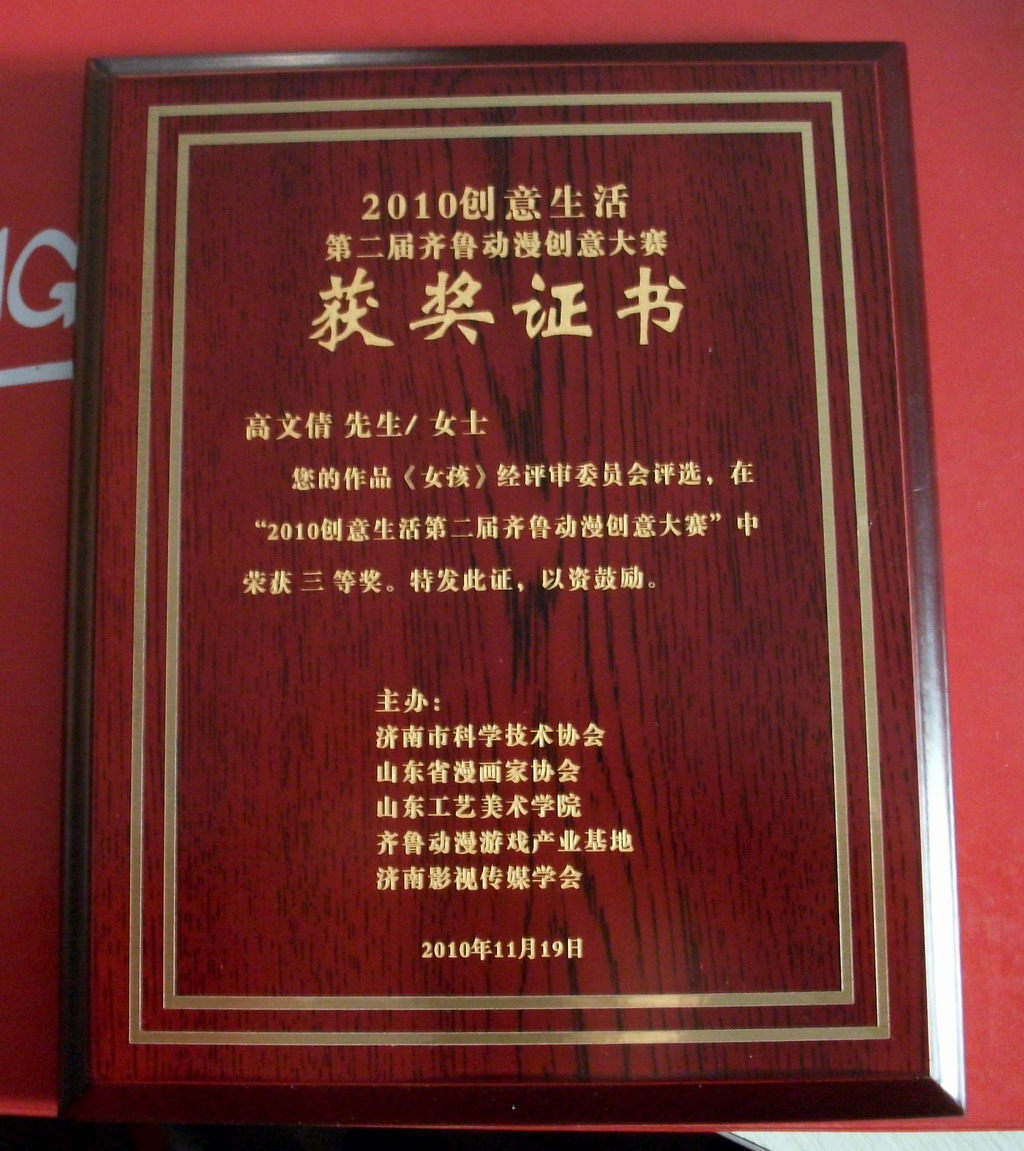 2010创意生活
第二届齐鲁动漫创意大赛
获奖证书
高文倩 先生/ 女士
您的作品《女孩》经评审委员会评选，在
“2010创意生活第二届齐鲁动漫创意大赛”中
荣获 三 等奖。特发此证，以资鼓励。
主办：
济南市科学技术协会
山东省漫画家协会
山东工艺美术学院
齐鲁动漫游戏产业基地
济南影视传媒学会
2010年11月19日